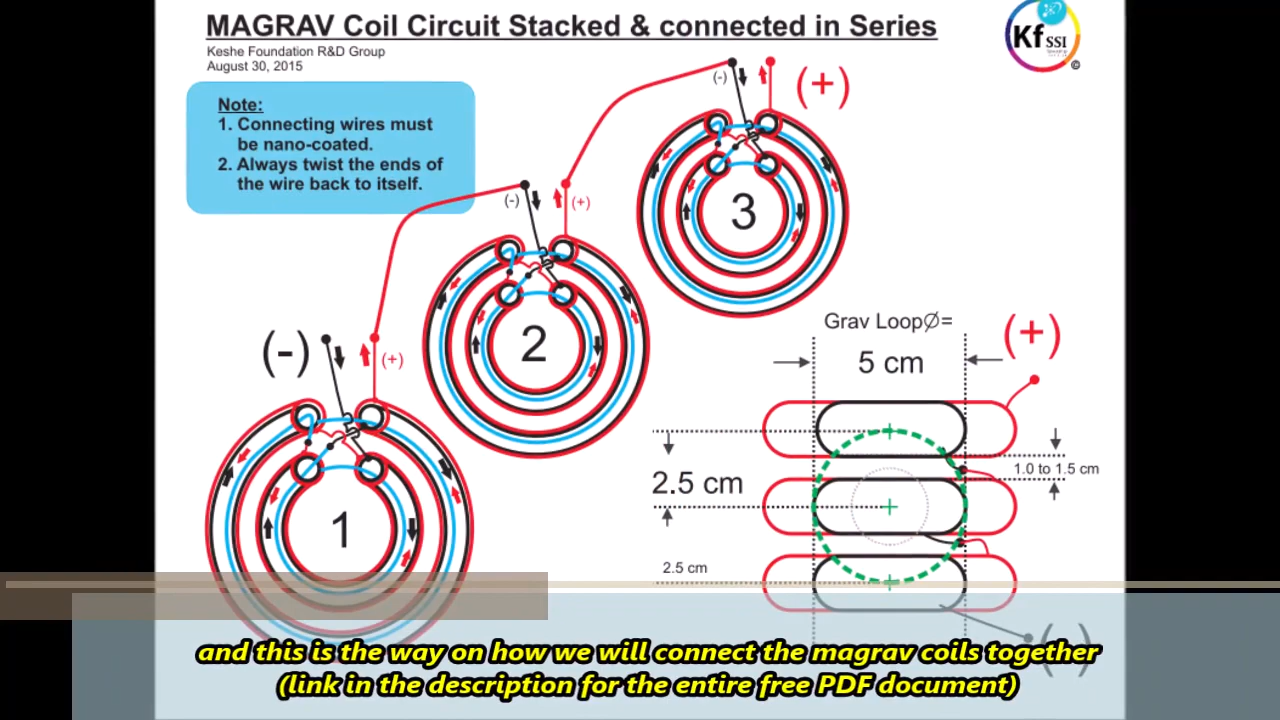 MAGRAV Coil Circuit Stacked & connected in Series
Keshe Foundation R&D Group
August 30, 2015
Kf SSI
©
Note:
1. Connecting wires must
be nano-coated.
2. Always twist the ends of
the wire back to itself.
(-)
(+)
3
(-)
(+)
2
(-)
(+)
1
Grav Loop∅=
5 cm
(+)
2.5 cm
1.0 to 1.5 cm
2.5 cm
(-)
and this is the way on how we will connect the magrav coils together
(link in the description for the entire free PDF document)